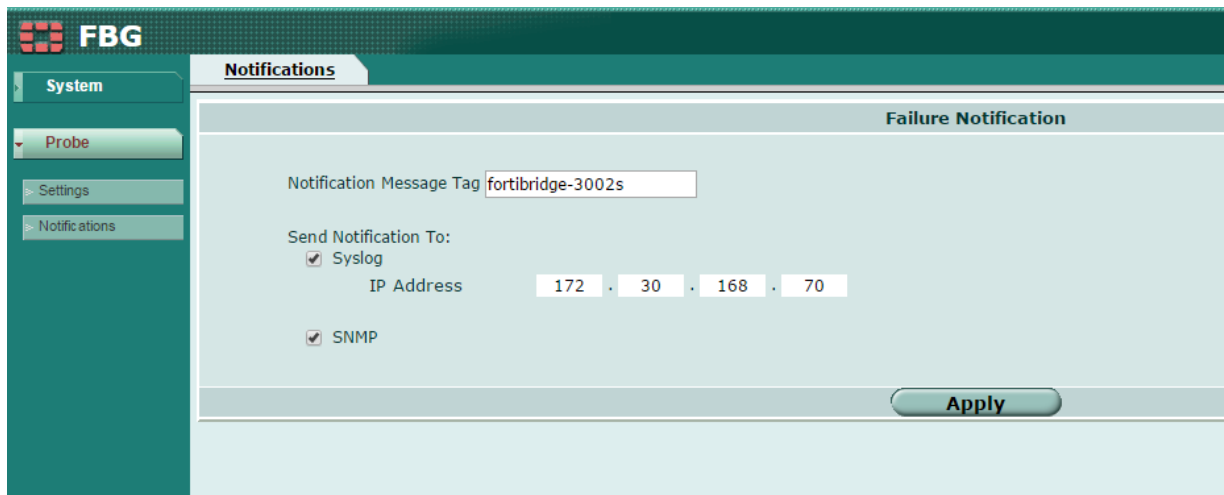 FBG
System
Probe
Settings
Notifications
Notifications
Failure Notification
Notification Message Tag fortibridge-3002s
Send Notification To:
Syslog
IP Address 172 . 30 . 168 . 70
SNMP
Apply